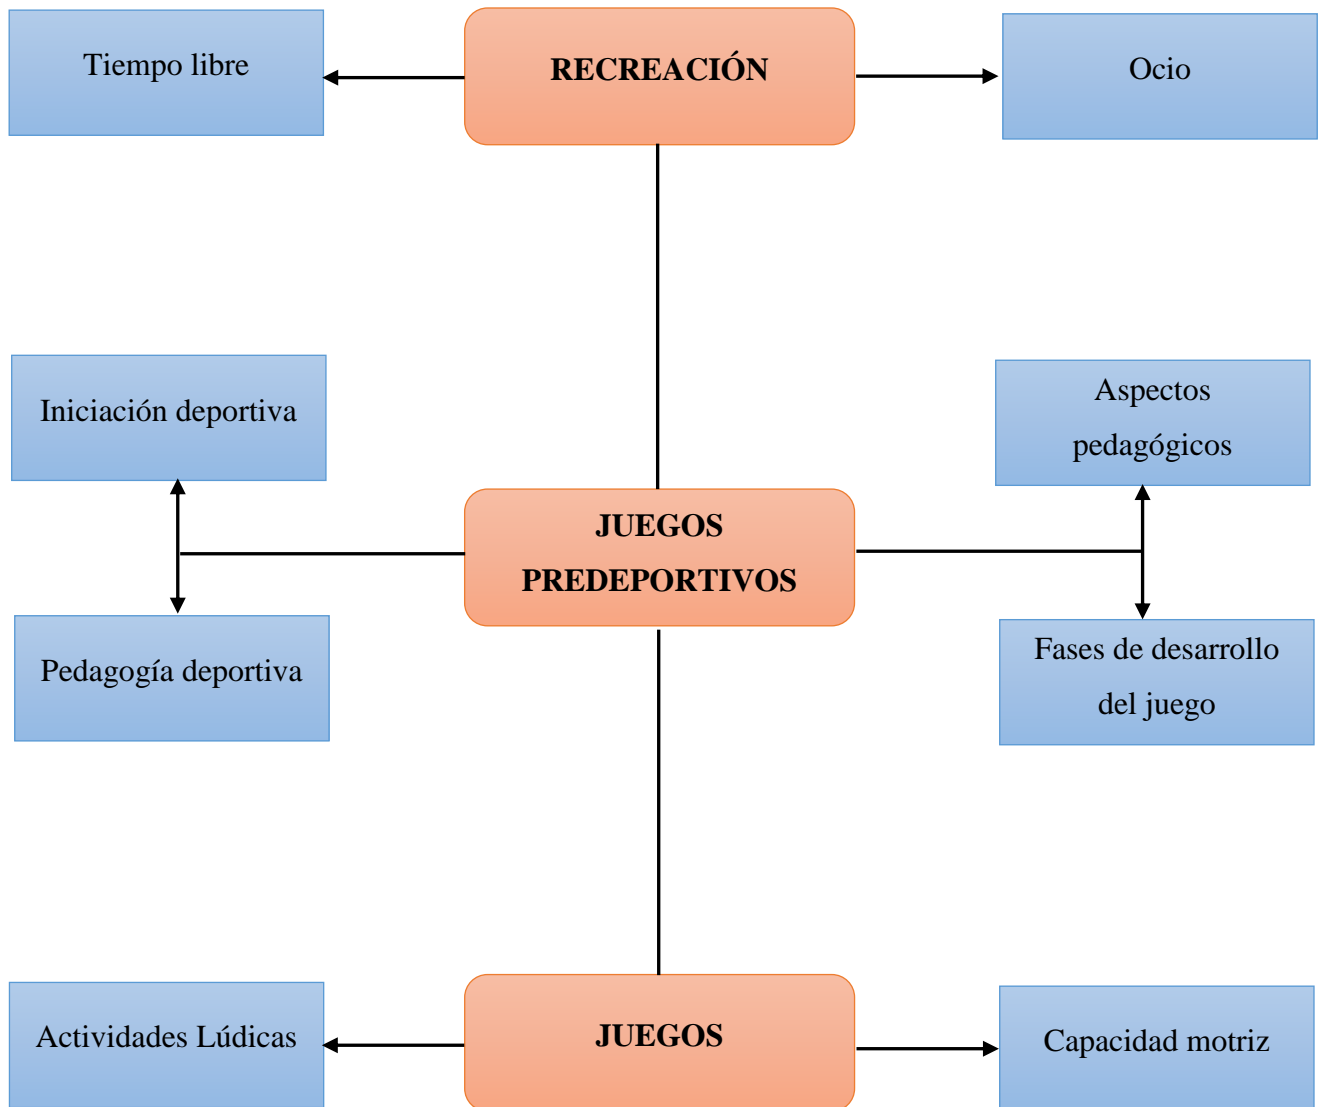 Tiempo libre
RECREACIÓN
Ocio
Iniciación deportiva
Aspectos
pedagógicos
JUEGOS
PREDEPORTIVOS
Pedagogía deportiva
Fases de desarrollo
del juego
Actividades Lúdicas
JUEGOS
Capacidad motriz